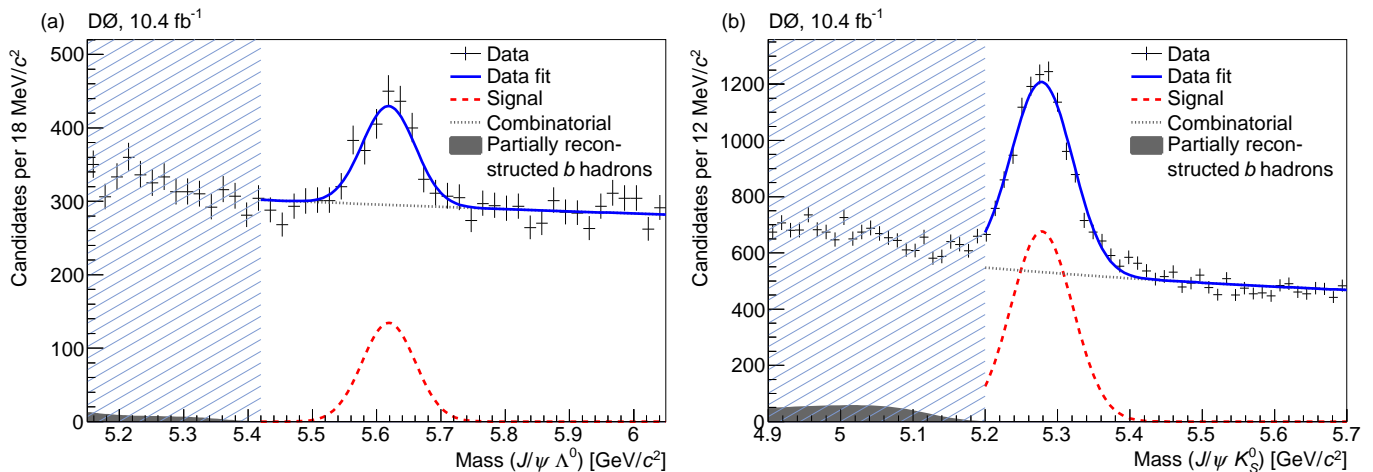 (a) DØ, 10.4 fb⁻¹
Candidates per 18 MeV/c²
500
400
300
200
100
0
Data
Data fit
Signal
Combinatorial
Partially recon-
structed b hadrons
5.2 5.3 5.4 5.5 5.6 5.7 5.8 5.9 6
Mass (J/ψ Λ⁰) [GeV/c²]
(b) DØ, 10.4 fb⁻¹
Candidates per 12 MeV/c²
1200
1000
800
600
400
200
0
Data
Data fit
Signal
Combinatorial
Partially recon-
structed b hadrons
4.9 5 5.1 5.2 5.3 5.4 5.5 5.6 5.7
Mass (J/ψ K⁰_S) [GeV/c²]